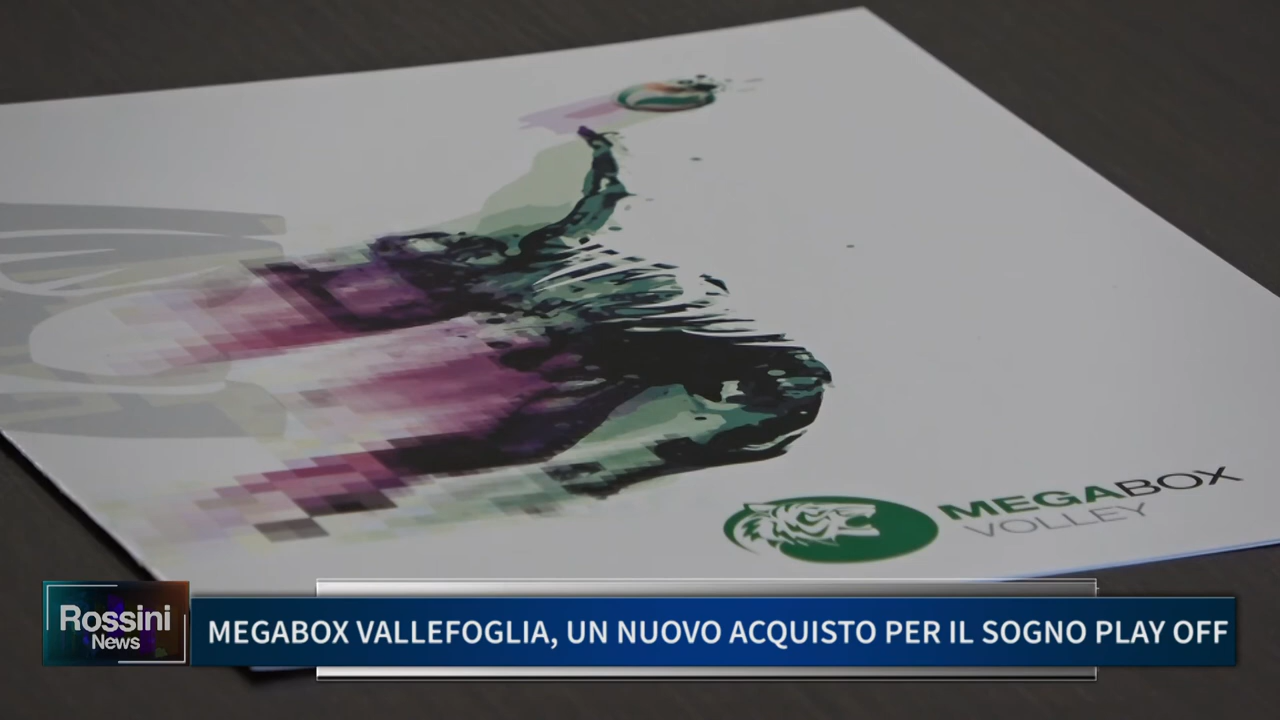 MEGABOX
VOLLEY
Rossini
News
MEGABOX VALLEFOGLIA, UN NUOVO ACQUISTO PER IL SOGNO PLAY OFF